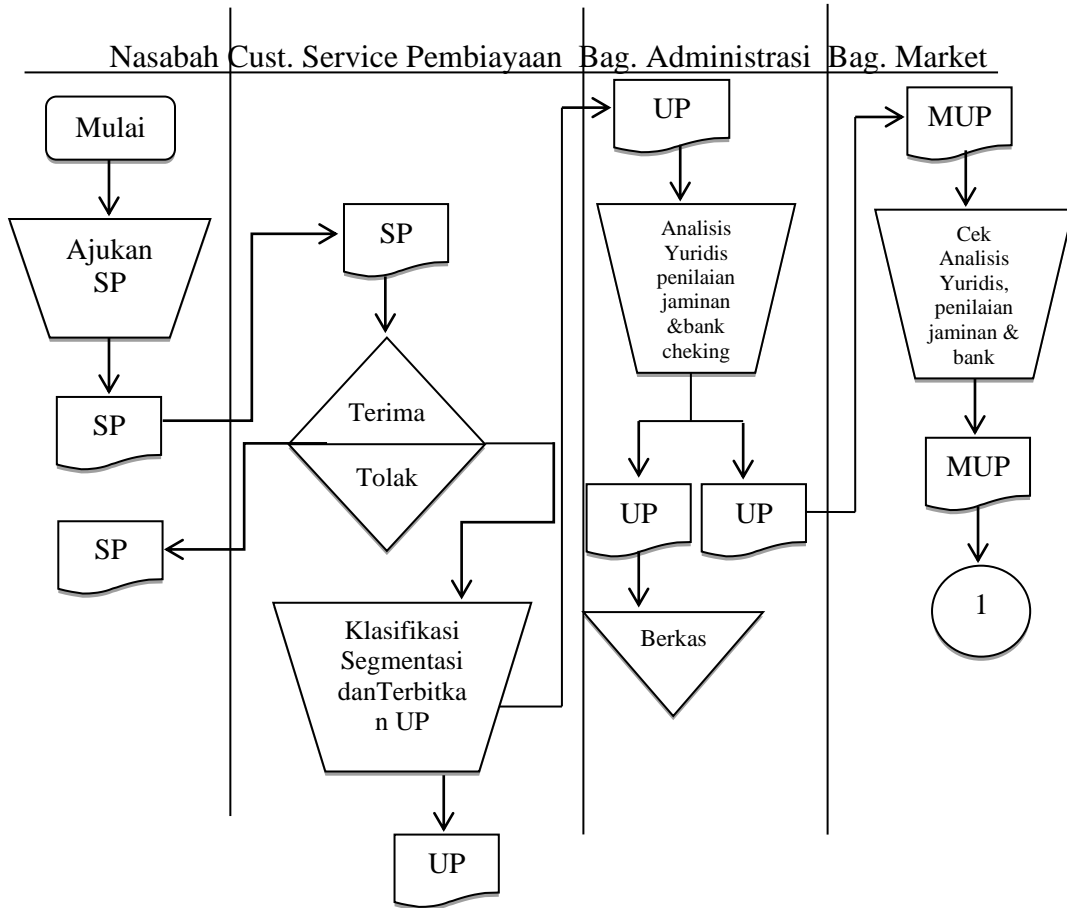 Nasabah Cust. Service Pembiayaan Bag. Administrasi Bag. Market
Mulai
Ajukan
SP
SP
SP
SP
Terima
Tolak
Klasifikasi
Segmentasi
danTerbitka
n UP
UP
UP
Analisis
Yuridis
penilaian
jaminan
&bank
cheking
UP
UP
Berkas
MUP
Cek
Analisis
Yuridis,
penilaian
jaminan &
bank
MUP
1